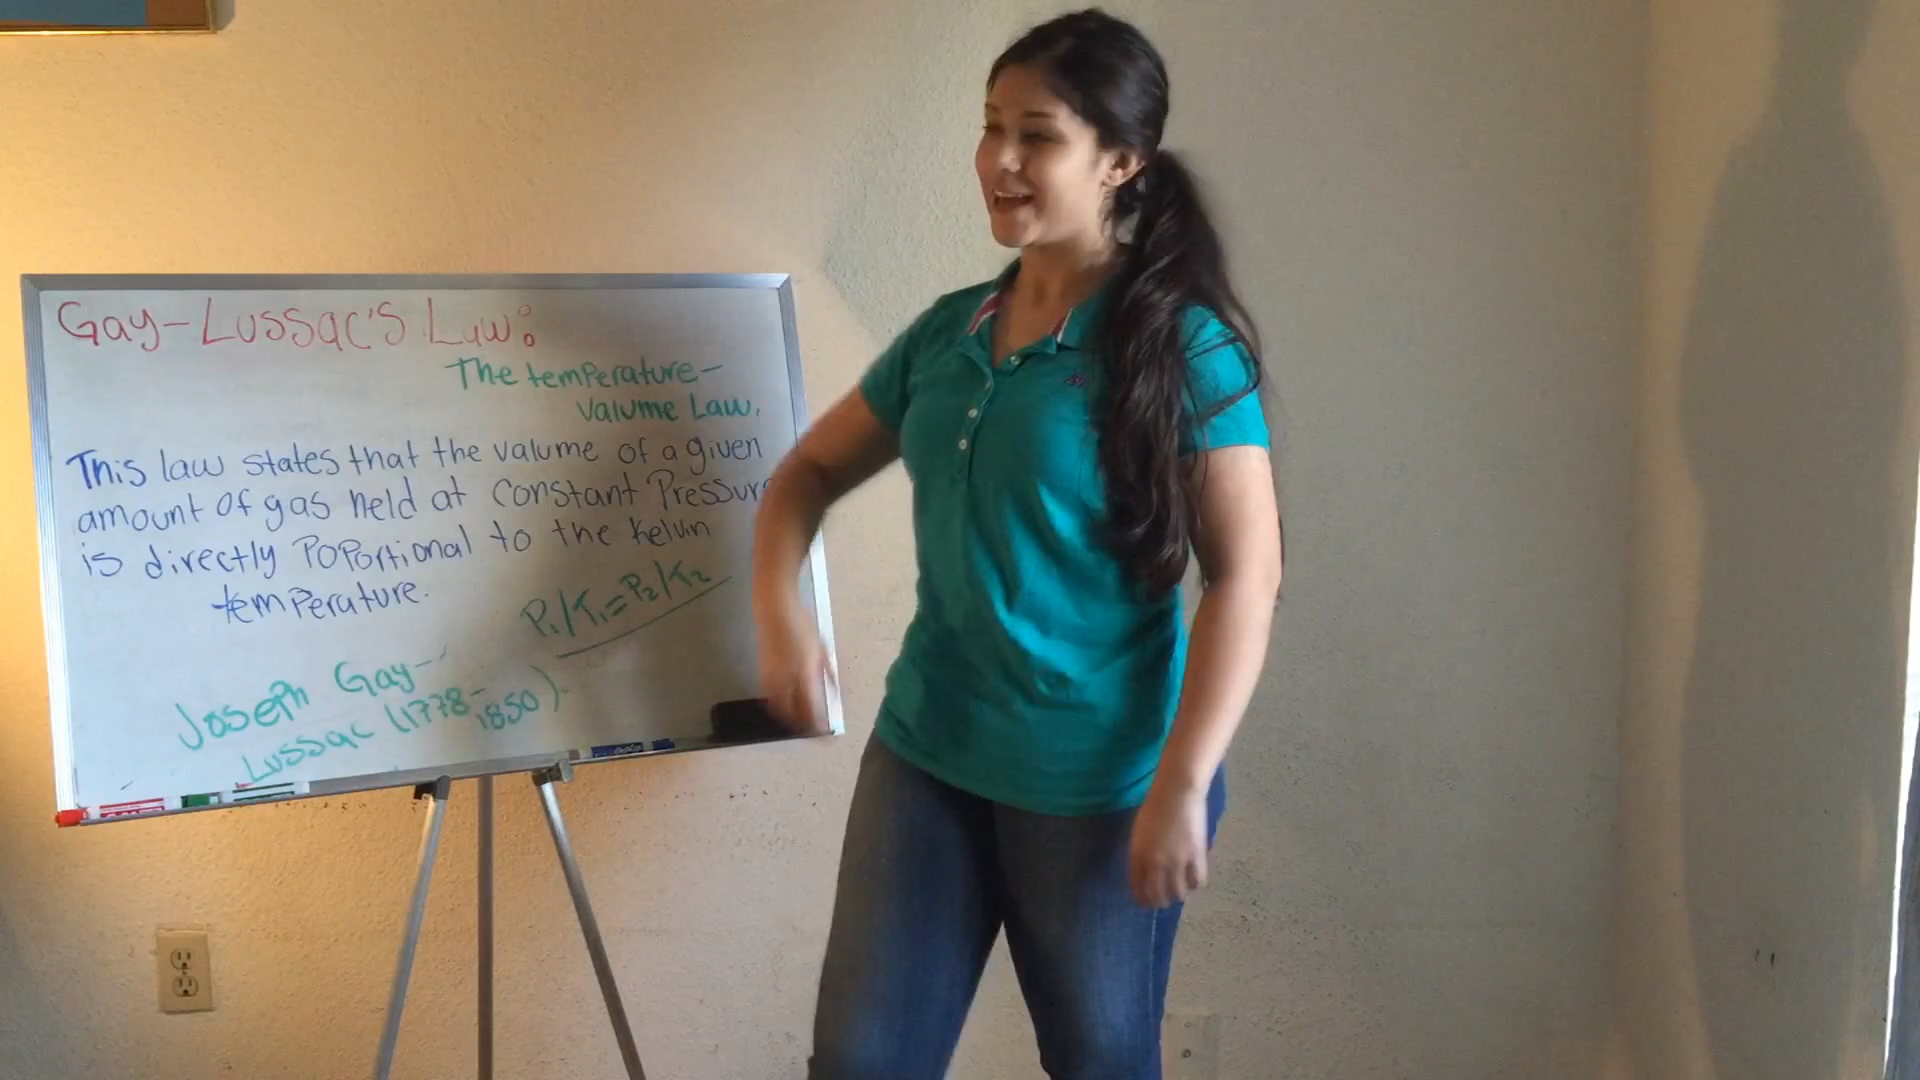 Gay-Lussac's Law:
The temperature-
Valume Law.
This law states that the valume of a given
amount of gas held at constant Pressure
is directly Poportional to the kelvin
temperature.
P₁/T₁=P₂/T₂
Joseph Gay-
Lussac (1778-
1850)